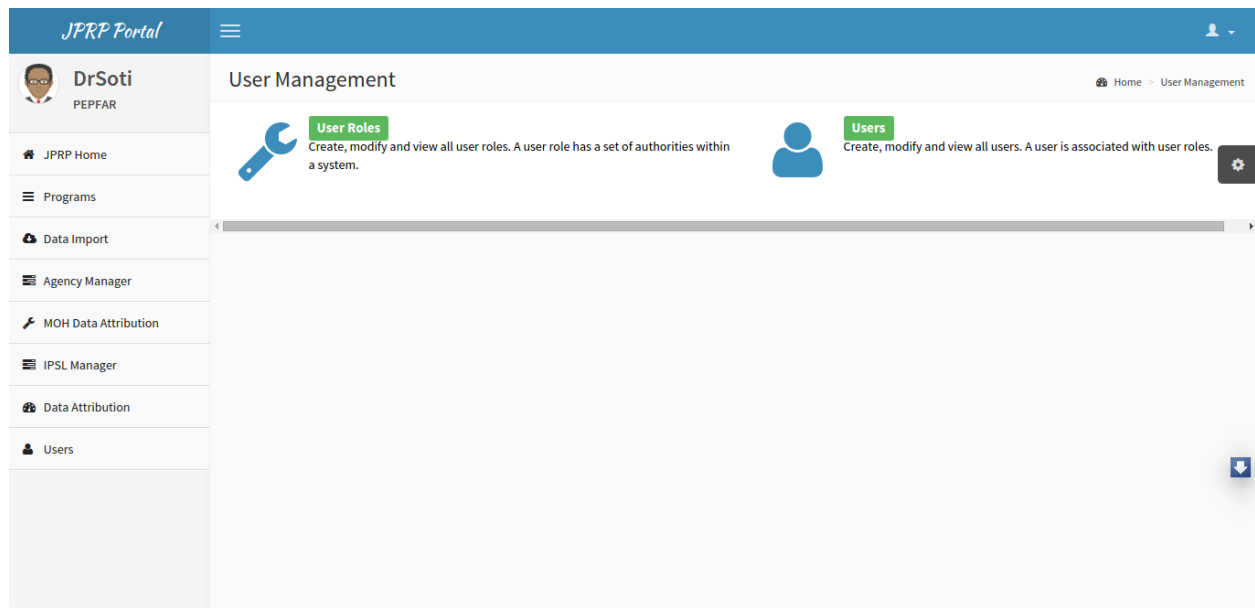 JPRP Portal
DrSoti
PEPFAR
JPRP Home
Programs
Data Import
Agency Manager
MOH Data Attribution
IPSL Manager
Data Attribution
Users
User Management
Home > User Management
User Roles
Create, modify and view all user roles. A user role has a set of authorities within
a system.
Users
Create, modify and view all users. A user is associated with user roles.